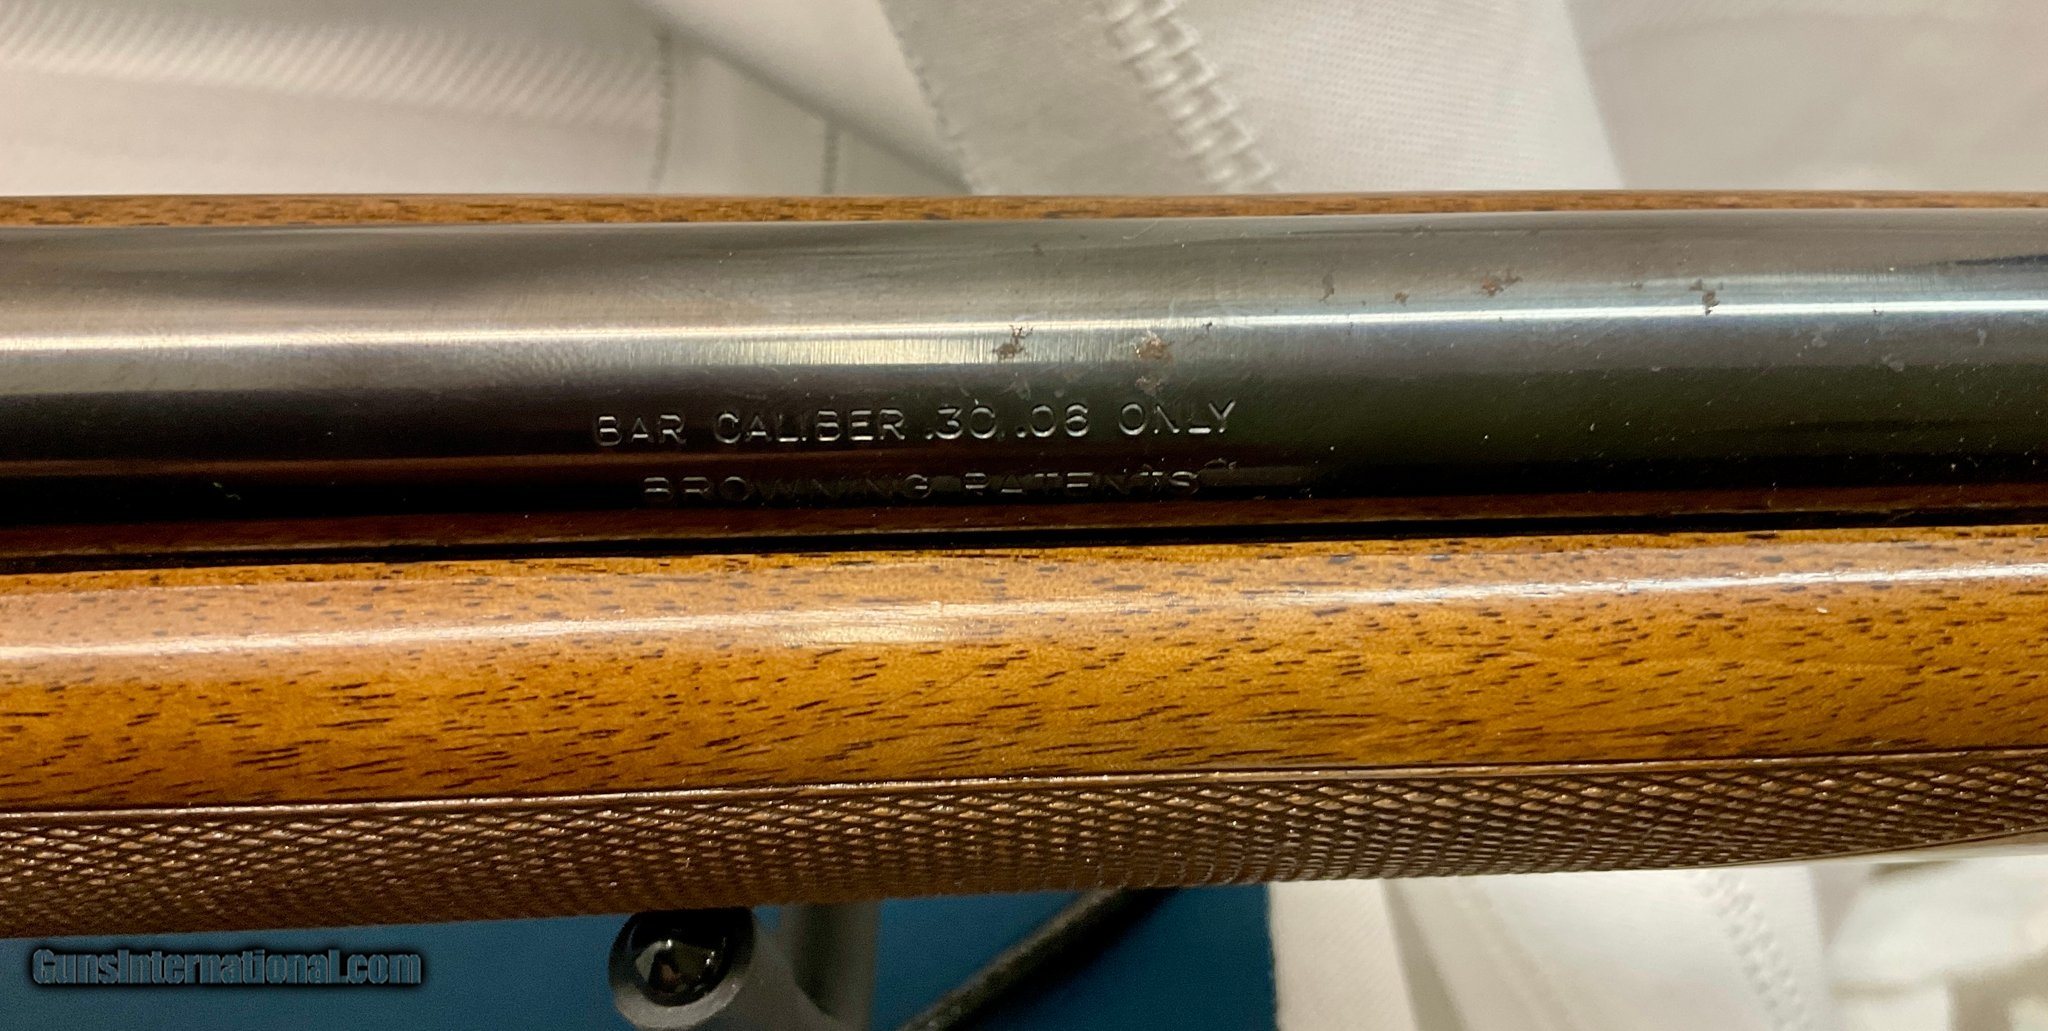 BAR CALIBER .30..06 ONLY
BROWNING PATENTS
GunsInternational.com